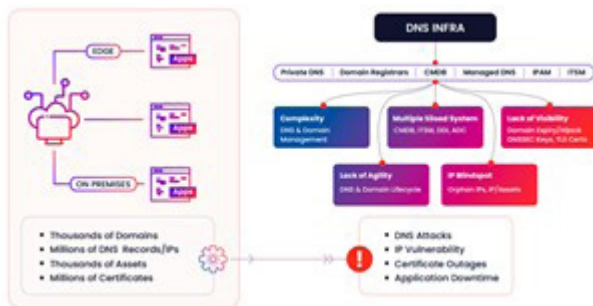 EDGE
Apps
Apps
ON-PREMISES
Apps
Thousands of Domains
Millions of DNS Records/IPs
Thousands of Assets
Millions of Certificates
DNS INFRA
Private DNS | Domain Registrars | CMDB | Managed DNS | IPAM | ITSM
Complexity
DNS & Domain
Management
Multiple Siloed System
CMDB, ITSM, DDI, ADC
Lack of Visibility
Domain Expiry/Hijack
DNSSEC Keys, TLS Certs
Lack of Agility
DNS & Domain Lifecycle
IP Blindspot
Orphan IPs, IP/Assets
DNS Attacks
IP Vulnerability
Certificate Outages
Application Downtime